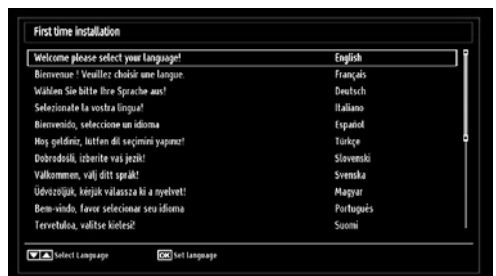 First time installation
Welcome please select your language! English
Bienvenue ! Veuillez choisir une langue. Français
Wählen Sie bitte Ihre Sprache aus! Deutsch
Selezionate la vostra lingua! Italiano
Bienvenido, seleccione un idioma Español
Hoş geldiniz, lütfen dil seçimini yapınız! Türkçe
Dobrodošli, izberite vaš jezik! Slovenski
Välkommen, välj ditt språk! Svenska
Üdvözöljük, kérjük válassza ki a nyelvet! Magyar
Bem-vindo, favor selecionar seu idioma Português
Tervetuloa, valitse kielesi! Suomi
Select Language OK Set language